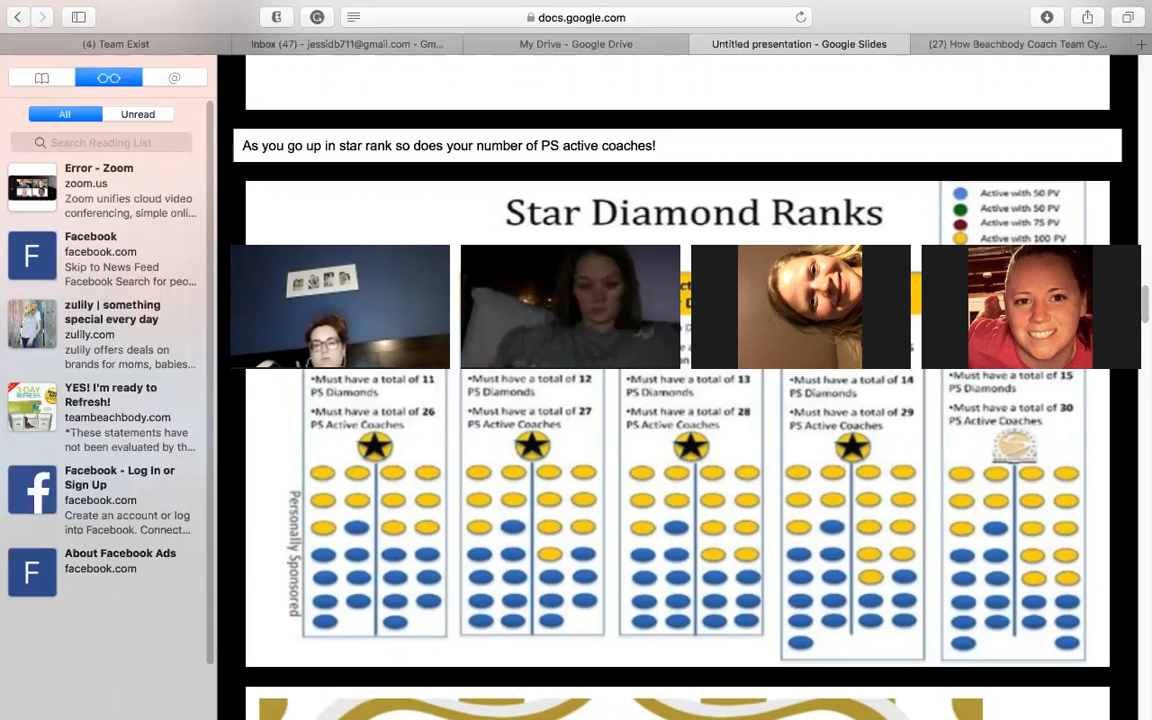 docs.google.com
(4) Team Exist
Inbox (47) - jessidb711@gmail.com - Gm...
My Drive - Google Drive
Untitled presentation - Google Slides
(27) How Beachbody Coach Team Cy...
All
Unread
Search Reading List
Error - Zoom
zoom.us
Zoom unifies cloud video
conferencing, simple onli...
Facebook
facebook.com
Skip to News Feed
Facebook Search for peo...
zulily | something
special every day
zulily.com
zulily offers deals on
brands for moms, babies...
YES! I'm ready to
Refresh!
teambeachbody.com
*These statements have
not been evaluated by th...
Facebook - Log In or
Sign Up
facebook.com
Create an account or log
into Facebook. Connect...
About Facebook Ads
facebook.com
As you go up in star rank so does your number of PS active coaches!
Star Diamond Ranks
Active with 50 PV
Active with 50 PV
Active with 75 PV
Active with 100 PV
•Must have a total of 11
PS Diamonds
•Must have a total of 26
PS Active Coaches
•Must have a total of 12
PS Diamonds
•Must have a total of 27
PS Active Coaches
•Must have a total of 13
PS Diamonds
•Must have a total of 28
PS Active Coaches
•Must have a total of 14
PS Diamonds
•Must have a total of 29
PS Active Coaches
•Must have a total of 15
PS Diamonds
•Must have a total of 30
PS Active Coaches
Personally Sponsored